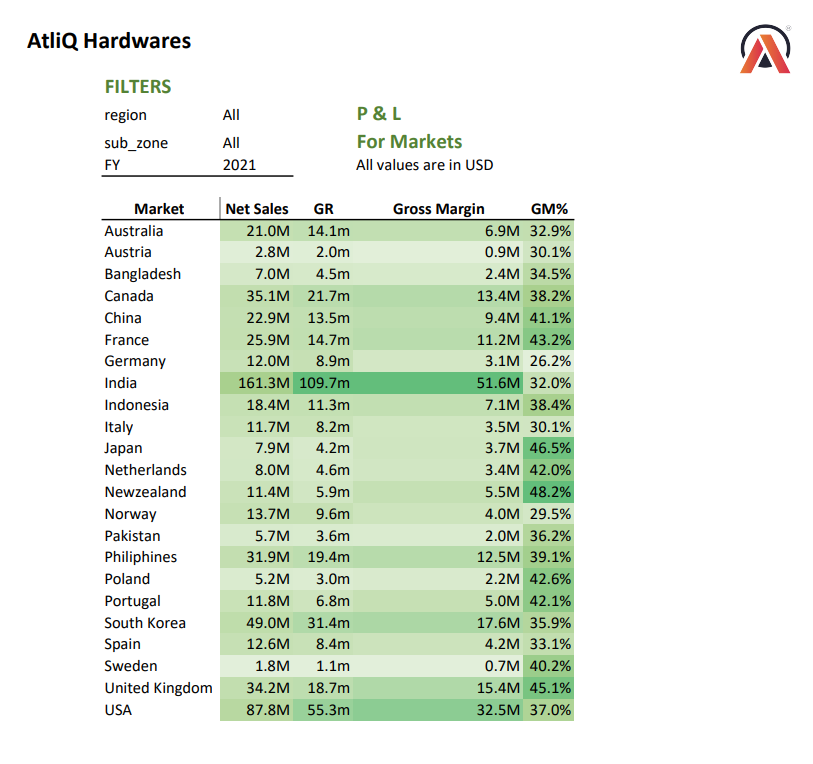 AtliQ Hardwares
FILTERS
region All P & L
sub_zone All For Markets
FY 2021 All values are in USD
Market Net Sales GR Gross Margin GM%
Australia 21.0M 14.1m 6.9M 32.9%
Austria 2.8M 2.0m 0.9M 30.1%
Bangladesh 7.0M 4.5m 2.4M 34.5%
Canada 35.1M 21.7m 13.4M 38.2%
China 22.9M 13.5m 9.4M 41.1%
France 25.9M 14.7m 11.2M 43.2%
Germany 12.0M 8.9m 3.1M 26.2%
India 161.3M 109.7m 51.6M 32.0%
Indonesia 18.4M 11.3m 7.1M 38.4%
Italy 11.7M 8.2m 3.5M 30.1%
Japan 7.9M 4.2m 3.7M 46.5%
Netherlands 8.0M 4.6m 3.4M 42.0%
Newzealand 11.4M 5.9m 5.5M 48.2%
Norway 13.7M 9.6m 4.0M 29.5%
Pakistan 5.7M 3.6m 2.0M 36.2%
Philiphines 31.9M 19.4m 12.5M 39.1%
Poland 5.2M 3.0m 2.2M 42.6%
Portugal 11.8M 6.8m 5.0M 42.1%
South Korea 49.0M 31.4m 17.6M 35.9%
Spain 12.6M 8.4m 4.2M 33.1%
Sweden 1.8M 1.1m 0.7M 40.2%
United Kingdom 34.2M 18.7m 15.4M 45.1%
USA 87.8M 55.3m 32.5M 37.0%